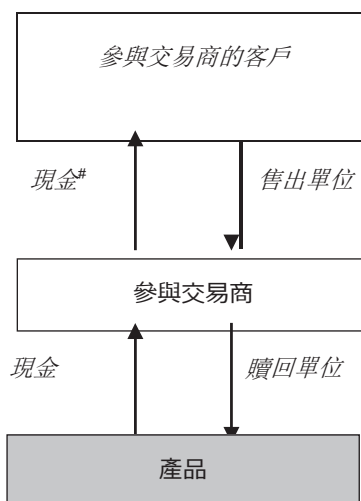 參與交易商的客戶
現金#
售出單位
參與交易商
現金
贖回單位
產品